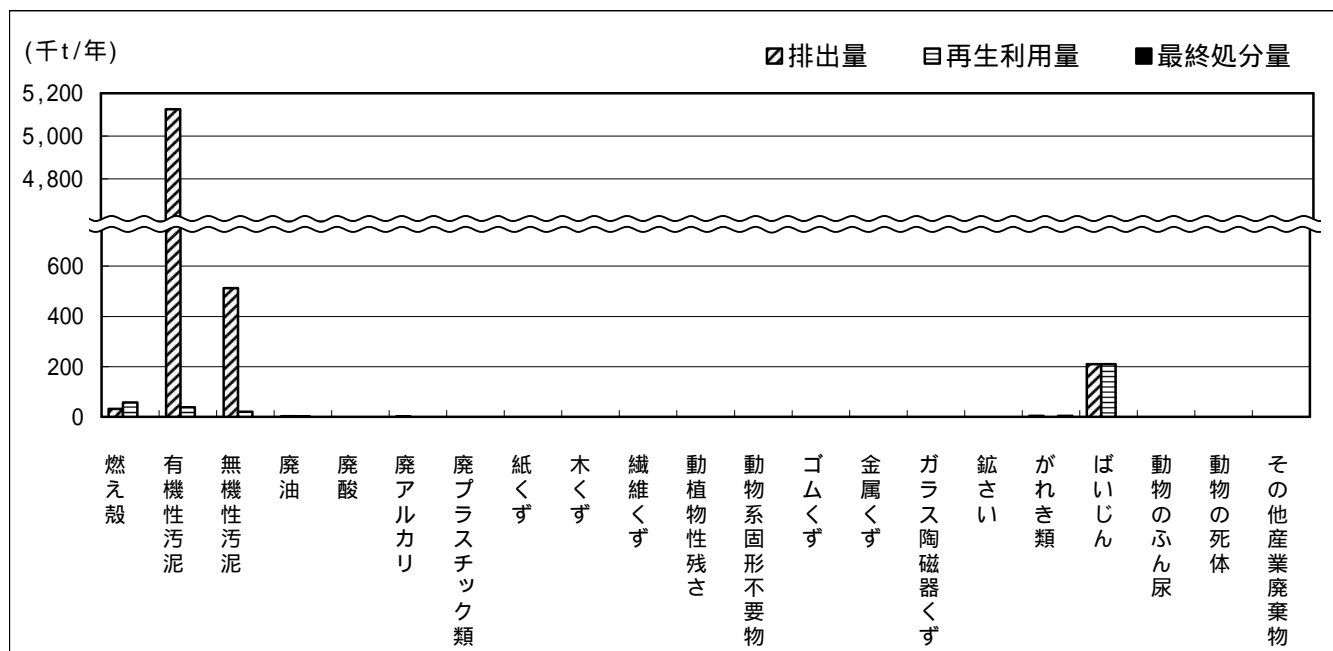 (千t/年)
排出量 再生利用量 最終処分量
5,200
5,000
4,800
600
400
200
0
燃え殻
有機性汚泥
無機性汚泥
廃油
廃酸
廃アルカリ
廃プラスチック類
紙くず
木くず
繊維くず
動植物性残さ
動物系固形不要物
ゴムくず
金属くず
ガラス陶磁器くず
鉱さい
がれき類
ばいじん
動物のふん尿
動物の死体
その他産業廃棄物